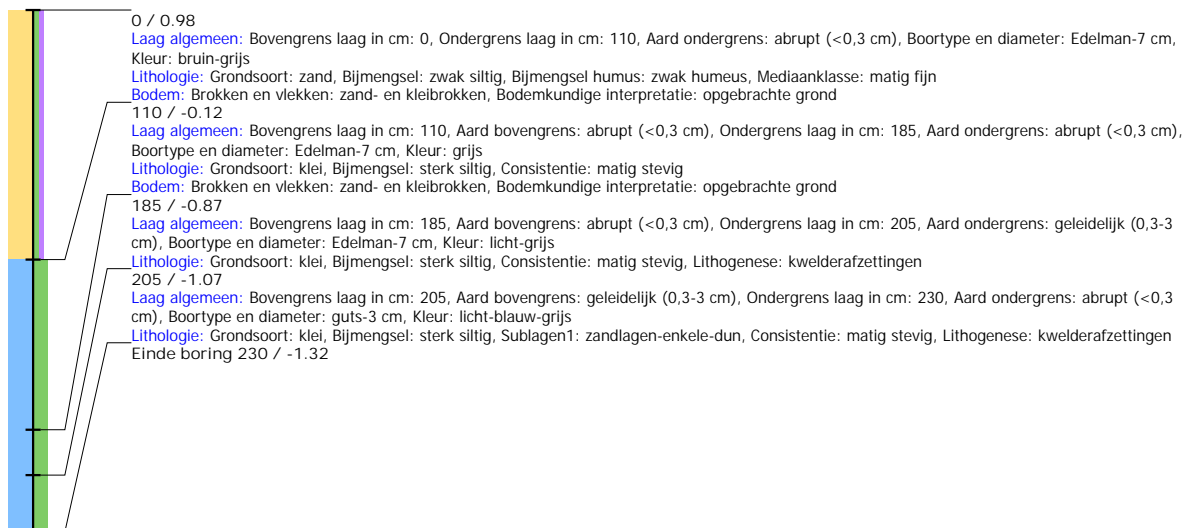 0 / 0.98
Laag algemeen: Bovengrens laag in cm: 0, Ondergrens laag in cm: 110, Aard ondergrens: abrupt (<0,3 cm), Boortype en diameter: Edelman-7 cm,
Kleur: bruin-grijs
Lithologie: Grondsoort: zand, Bijmengsel: zwak siltig, Bijmengsel humus: zwak humeus, Mediaanklasse: matig fijn
Bodem: Brokken en vlekken: zand- en kleibrokken, Bodemkundige interpretatie: opgebrachte grond
110 / -0.12
Laag algemeen: Bovengrens laag in cm: 110, Aard bovengrens: abrupt (<0,3 cm), Ondergrens laag in cm: 185, Aard ondergrens: abrupt (<0,3 cm),
Boortype en diameter: Edelman-7 cm, Kleur: grijs
Lithologie: Grondsoort: klei, Bijmengsel: sterk siltig, Consistentie: matig stevig
Bodem: Brokken en vlekken: zand- en kleibrokken, Bodemkundige interpretatie: opgebrachte grond
185 / -0.87
Laag algemeen: Bovengrens laag in cm: 185, Aard bovengrens: abrupt (<0,3 cm), Ondergrens laag in cm: 205, Aard ondergrens: geleidelijk (0,3-3
cm), Boortype en diameter: Edelman-7 cm, Kleur: licht-grijs
Lithologie: Grondsoort: klei, Bijmengsel: sterk siltig, Consistentie: matig stevig, Lithogenese: kwelderafzettingen
205 / -1.07
Laag algemeen: Bovengrens laag in cm: 205, Aard bovengrens: geleidelijk (0,3-3 cm), Ondergrens laag in cm: 230, Aard ondergrens: abrupt (<0,3
cm), Boortype en diameter: guts-3 cm, Kleur: licht-blauw-grijs
Lithologie: Grondsoort: klei, Bijmengsel: sterk siltig, Sublagen1: zandlagen-enkele-dun, Consistentie: matig stevig, Lithogenese: kwelderafzettingen
Einde boring 230 / -1.32